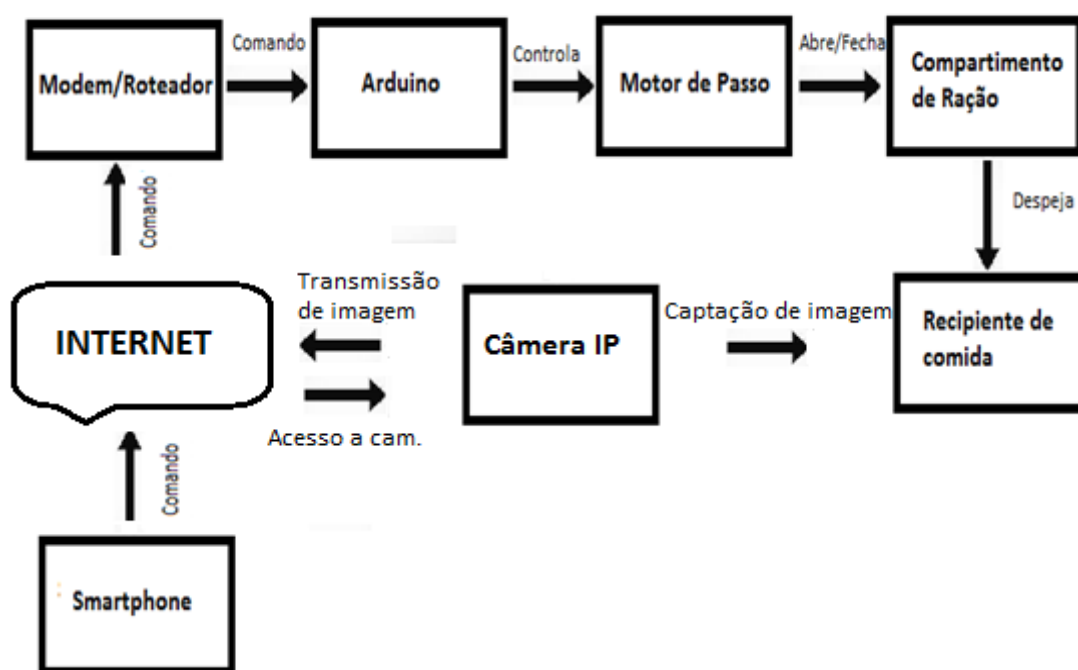 Comando
Controla
Abre/Fecha
Modem/Roteador
Arduino
Motor de Passo
Compartimento
de Ração
Comando
Despeja
Transmissão
de imagem
Captação de imagem
INTERNET
Câmera IP
Recipiente de
comida
Acesso a cam.
Comando
Smartphone